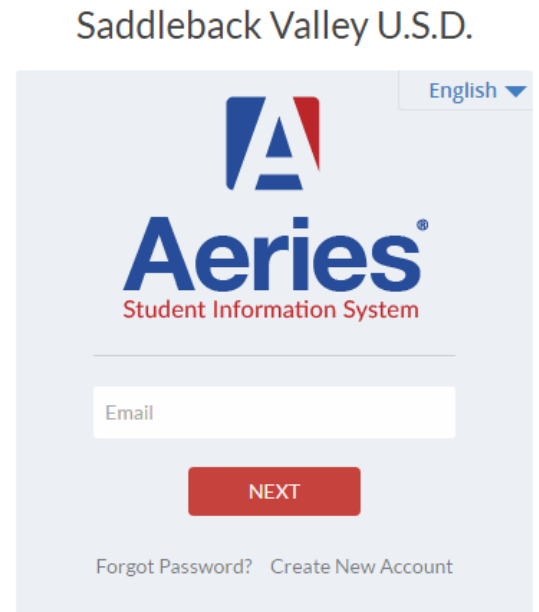 Saddleback Valley U.S.D.
English
A
Aeries®
Student Information System
Email
NEXT
Forgot Password? Create New Account